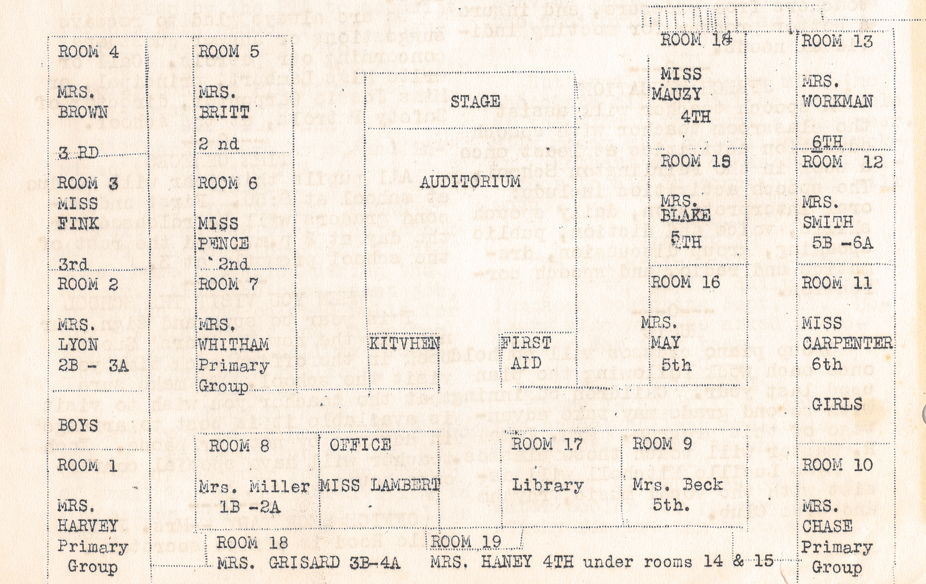 ROOM 4
MRS.
BROWN
3 RD
ROOM 5
MRS.
BRITT
2 nd
STAGE
AUDITORIUM
ROOM 14
MISS
MAUZY
4TH
ROOM 13
MRS.
WORKMAN
6TH
ROOM 3
MISS
FINK
3rd
ROOM 6
MISS
PENCE
2nd
ROOM 15
MRS.
BLAKE
5TH
ROOM 12
MRS.
SMITH
5B -6A
ROOM 2
MRS.
LYON
2B - 3A
ROOM 7
MRS.
WHITHAM
Primary
Group
KITVHEN
FIRST
AID
ROOM 16
MRS.
MAY
5th
ROOM 11
MISS
CARPENTER
6th
BOYS
GIRLS
ROOM 1
MRS.
HARVEY
Primary
Group
ROOM 8
Mrs. Miller
1B -2A
OFFICE
MISS LAMBERT
ROOM 17
Library
ROOM 9
Mrs. Beck
5th.
ROOM 10
MRS.
CHASE
Primary
Group
ROOM 18
MRS. GRISARD 3B-4A
ROOM 19
MRS. HANEY 4TH under rooms 14 & 15